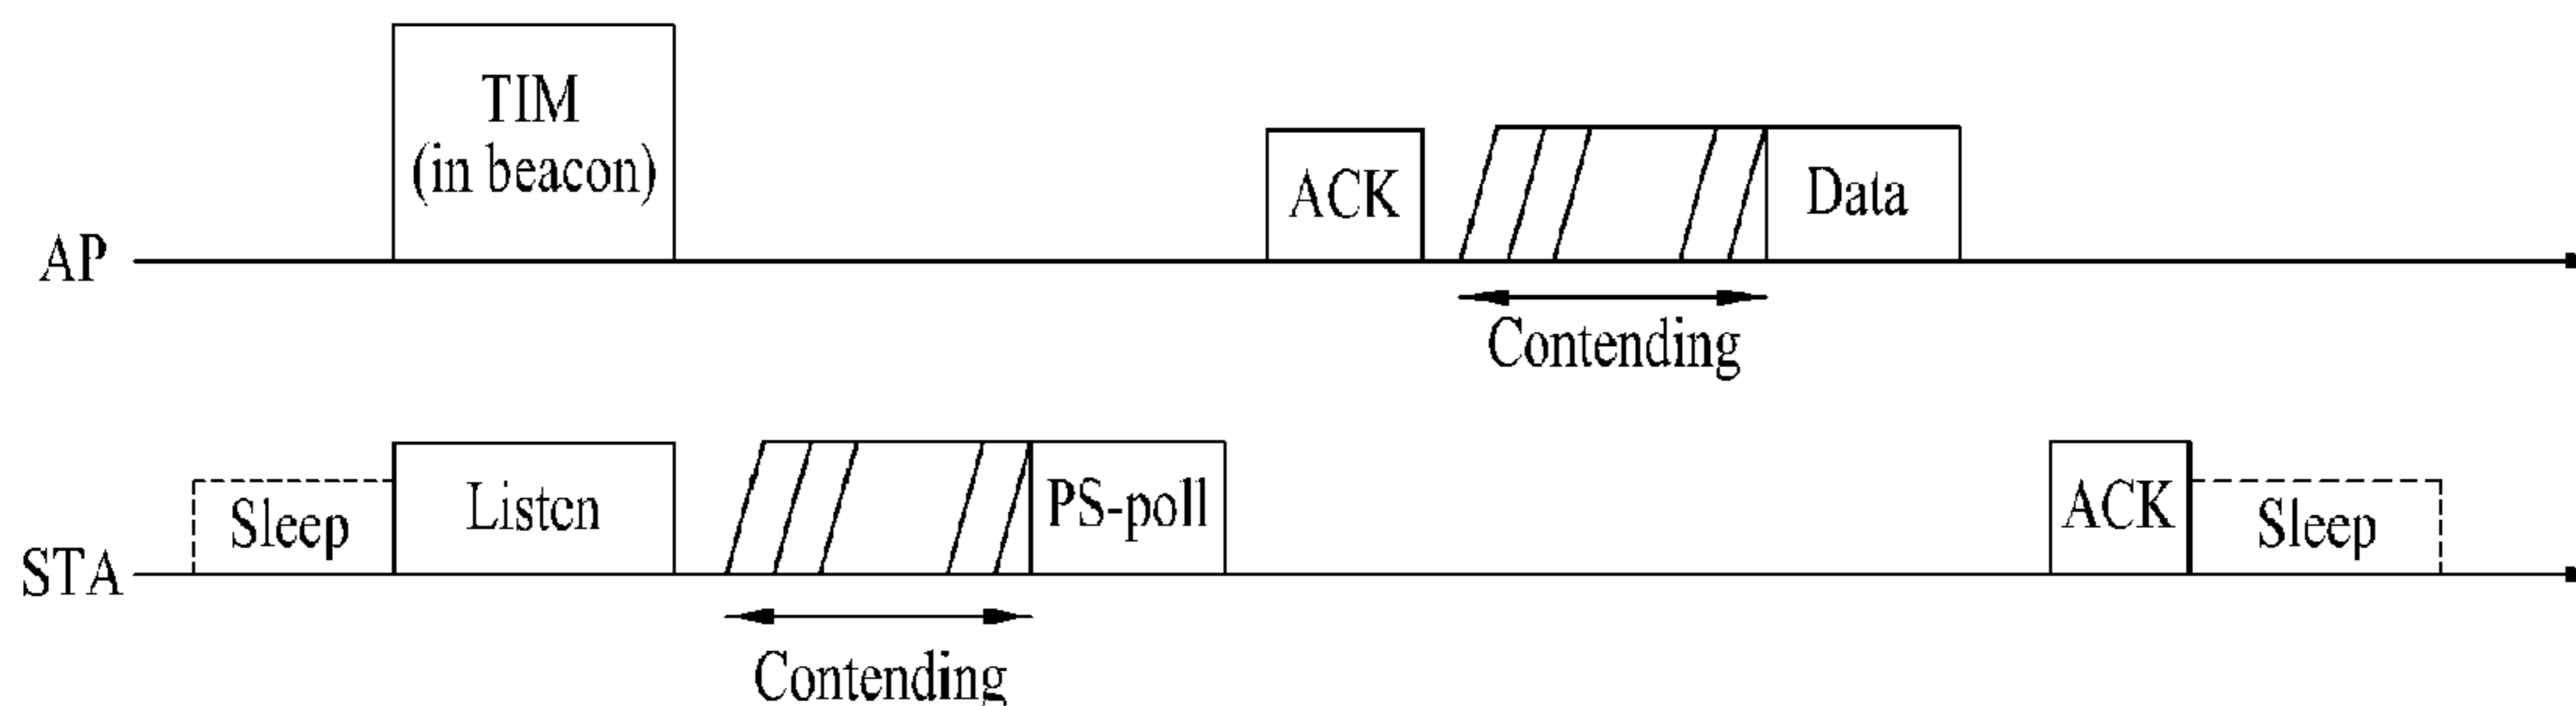 TIM
(in beacon)
ACK
Data
AP
Contending
Sleep
Listen
PS-poll
ACK
Sleep
STA
Contending